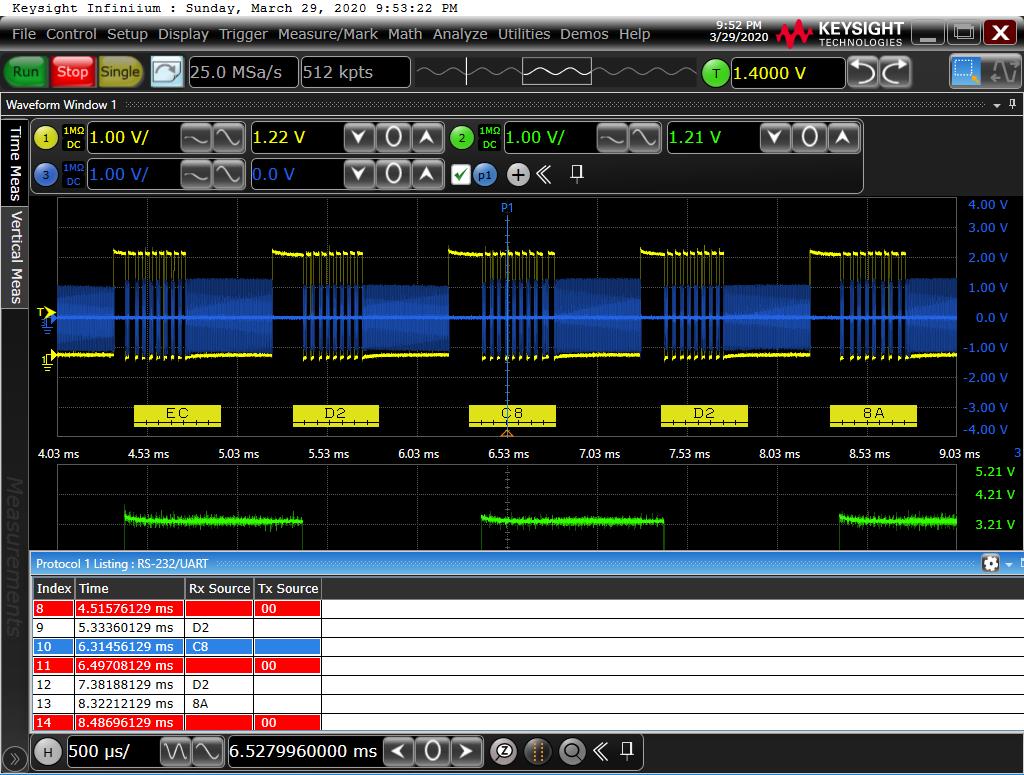 Keysight Infiniium : Sunday, March 29, 2020 9:53:22 PM
File Control Setup Display Trigger Measure/Mark Math Analyze Utilities Demos Help
9:52 PM
3/29/2020
KEYSIGHT
TECHNOLOGIES
X
Run Stop Single 25.0 MSa/s 512 kpts T 1.4000 V
Waveform Window 1
Time Meas
Vertical Meas
Measurements
1 1MΩ DC 1.00 V/ 1.22 V 0 2 1MΩ DC 1.00 V/ 1.21 V 0
3 1MΩ DC 1.00 V/ 0.0 V 0 p1
P1
4.00 V
3.00 V
2.00 V
1.00 V
0.0 V
-1.00 V
-2.00 V
-3.00 V
-4.00 V
T
EC D2 C8 D2 8A
4.03 ms 4.53 ms 5.03 ms 5.53 ms 6.03 ms 6.53 ms 7.03 ms 7.53 ms 8.03 ms 8.53 ms 9.03 ms 3
5.21 V
4.21 V
3.21 V
Protocol 1 Listing : RS-232/UART
Index Time Rx Source Tx Source
8 4.51576129 ms 00
9 5.33360129 ms D2
10 6.31456129 ms C8
11 6.49708129 ms 00
12 7.38188129 ms D2
13 8.32212129 ms 8A
14 8.48696129 ms 00
H 500 µs/ 6.5279960000 ms 0 Z